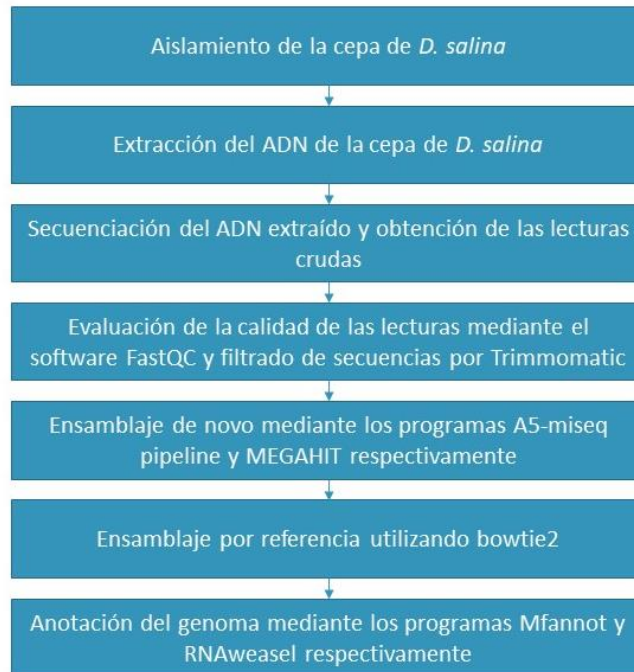 Aislamiento de la cepa de D. salina
Extracción del ADN de la cepa de D. salina
Secuenciación del ADN extraído y obtención de las lecturas
crudas
Evaluación de la calidad de las lecturas mediante el
software FastQC y filtrado de secuencias por Trimmomatic
Ensamblaje de novo mediante los programas A5-miseq
pipeline y MEGAHIT respectivamente
Ensamblaje por referencia utilizando bowtie2
Anotación del genoma mediante los programas Mfannot y
RNAweasel respectivamente